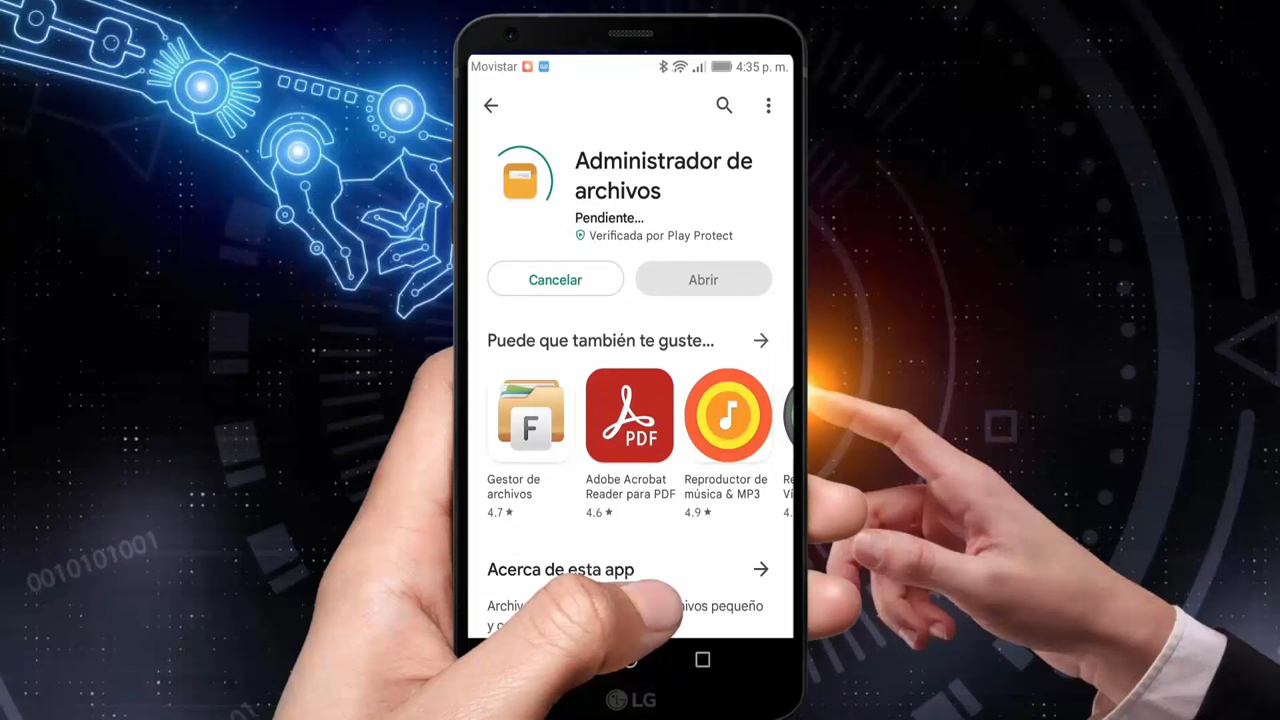 Movistar
4:35 p. m.
Administrador de
archivos
Pendiente...
Verificada por Play Protect
Cancelar
Abrir
Puede que también te guste...
F
PDF
Gestor de
archivos
4.7★
Adobe Acrobat
Reader para PDF
4.6★
Reproductor de
música & MP3
4.9★
Acerca de esta app
pequeño
LG
0010101001